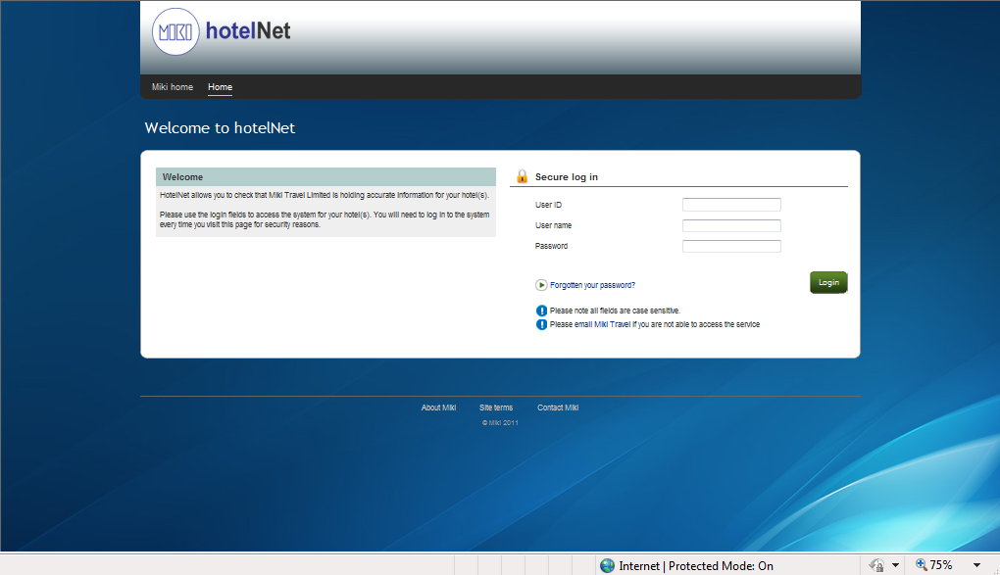 MIKI hotelNet
Miki home Home
Welcome to hotelNet
Welcome
HotelNet allows you to check that Miki Travel Limited is holding accurate information for your hotel(s).
Please use the login fields to access the system for your hotel(s). You will need to log in to the system
every time you visit this page for security reasons.
Secure log in
User ID
User name
Password
Forgotten your password?
Login
Please note all fields are case sensitive.
Please email Miki Travel if you are not able to access the service
About Miki Site terms Contact Miki
© Miki 2011
Internet | Protected Mode: On
75%